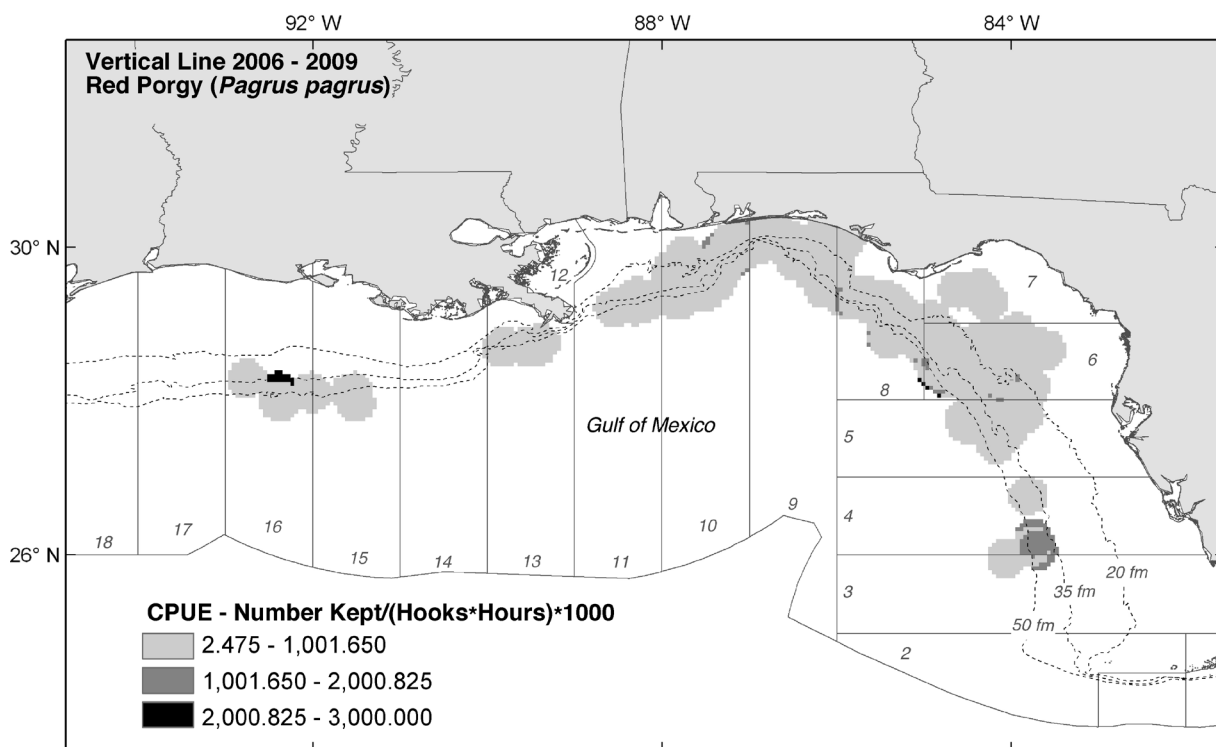 92° W 88° W 84° W
Vertical Line 2006 - 2009
Red Porgy (Pagrus pagrus)
30° N
12
7
6
8
Gulf of Mexico
5
9
4
10
16
17
18
26° N
15
14
13
11
20 fm
35 fm
3
50 fm
2
CPUE - Number Kept/(Hooks*Hours)*1000
2.475 - 1,001.650
1,001.650 - 2,000.825
2,000.825 - 3,000.000